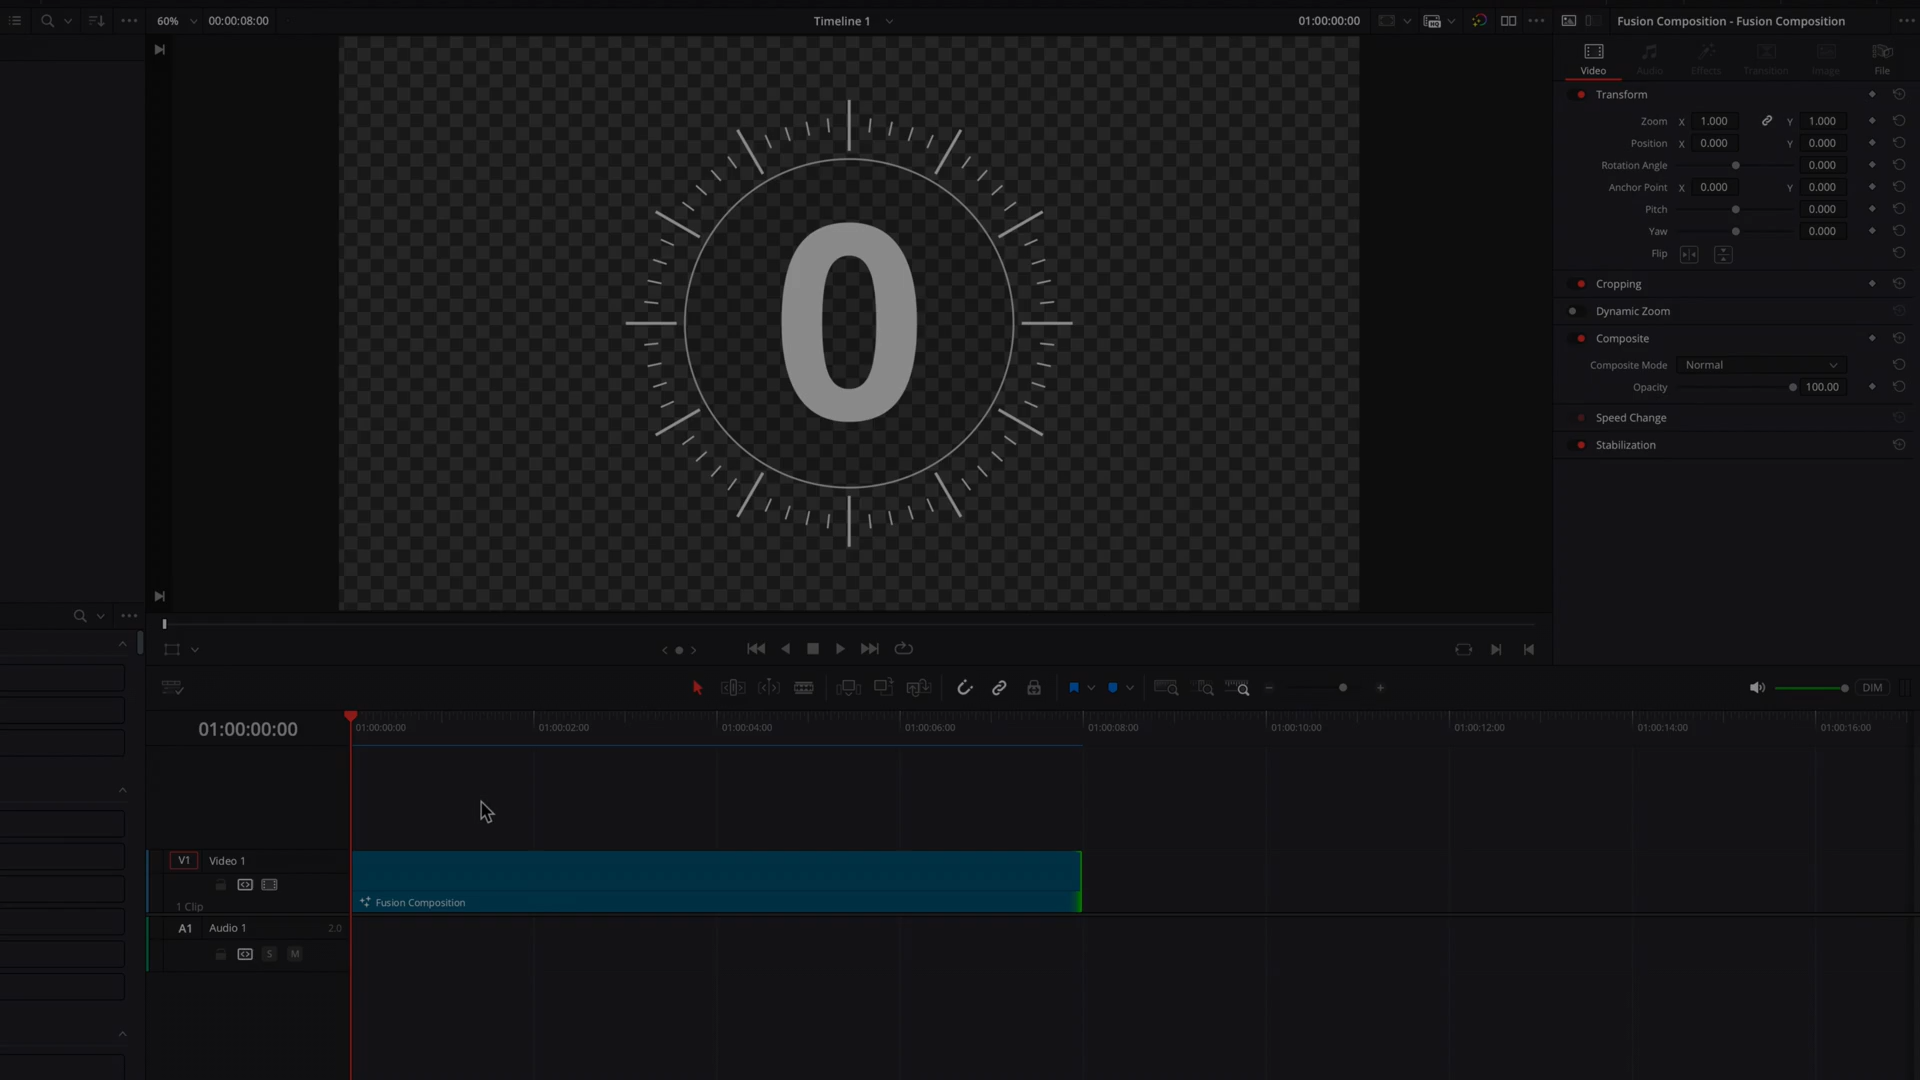 60%
00:00:08:00
Timeline 1
01:00:00:00
Fusion Composition - Fusion Composition
Video
Audio
Effects
Transition
Image
File
Transform
Zoom X 1.000 Y 1.000
Position X 0.000 Y 0.000
Rotation Angle 0.000
Anchor Point X 0.000 Y 0.000
Pitch 0.000
Yaw 0.000
Flip
Cropping
Dynamic Zoom
Composite
Composite Mode Normal
Opacity 100.00
Speed Change
Stabilization
0
DIM
01:00:00:00
01:00:00:00
01:00:02:00
01:00:04:00
01:00:06:00
01:00:08:00
01:00:10:00
01:00:12:00
01:00:14:00
01:00:16:00
V1 Video 1
1 Clip
Fusion Composition
A1 Audio 1 2.0
S M